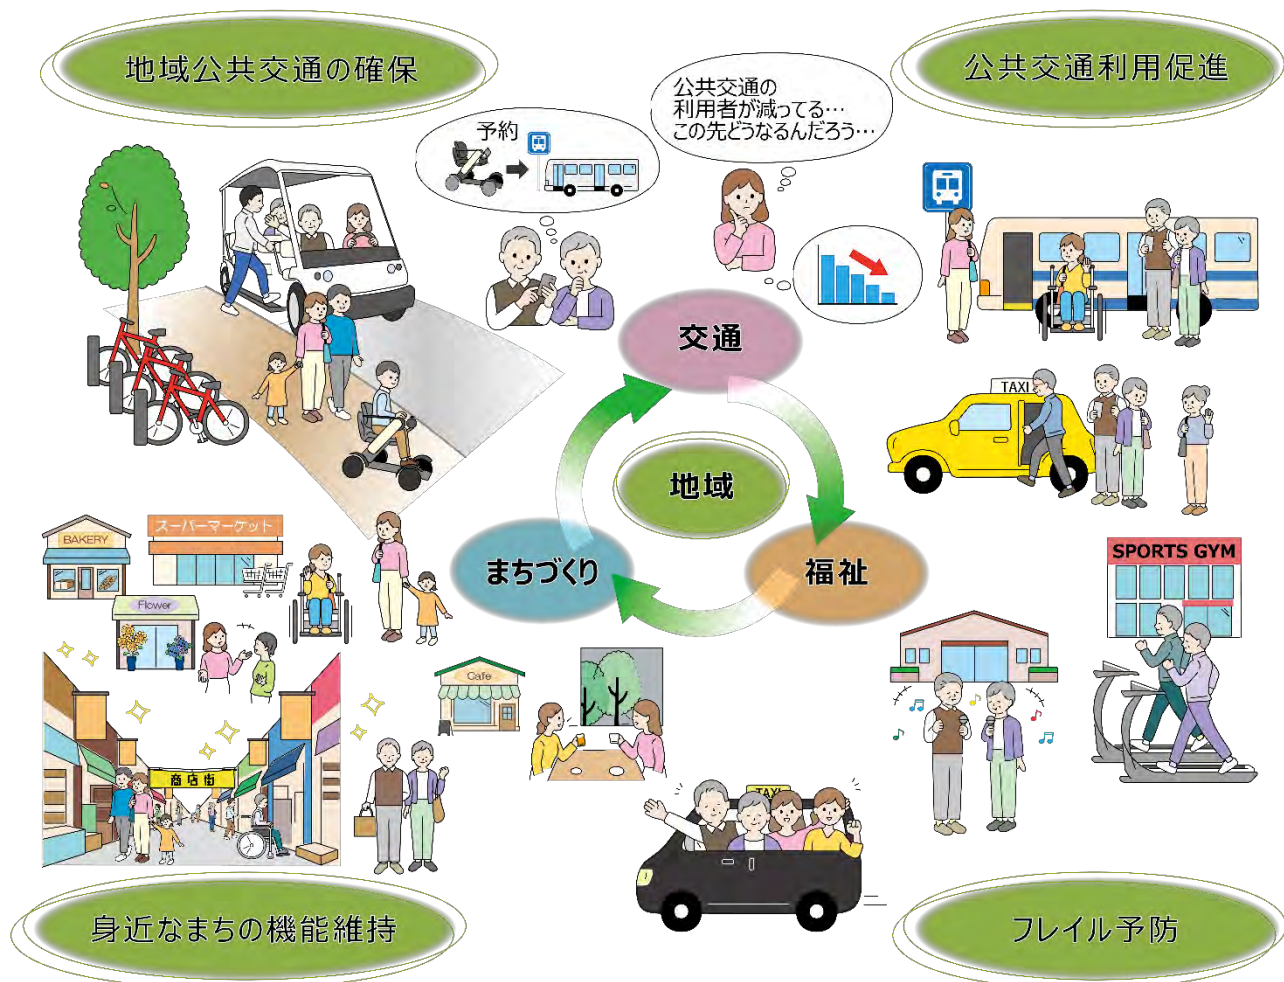 地域公共交通の確保
公共交通利用促進
公共交通の
利用者が減ってる…
この先どうなるんだろう…
予約
交通
TAXI
地域
まちづくり
福祉
BAKERY
スーパーマーケット
Flower
SPORTS GYM
Cafe
商店街
TAXI
身近なまちの機能維持
フレイル予防